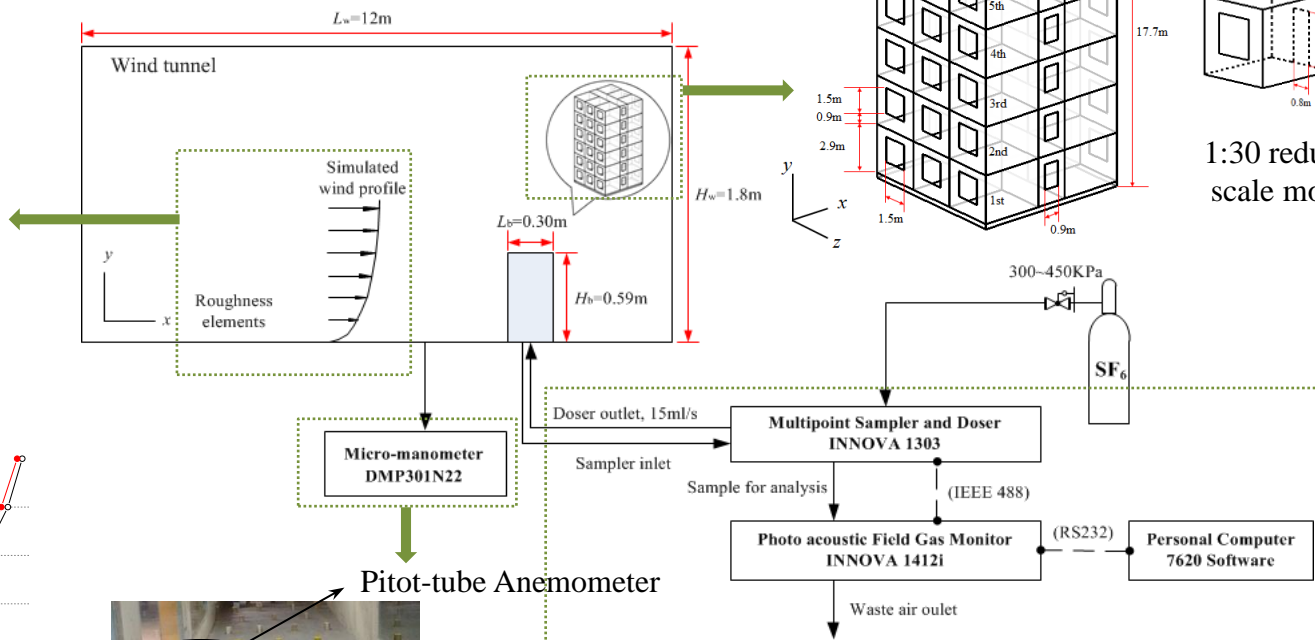 Lw=12m
Wind tunnel
Simulated
wind profile
Hw=1.8m
Lb=0.30m
Hb=0.59m
y
x
Roughness
elements
5th
4th
3rd
2nd
1st
17.7m
1.5m
0.9m
2.9m
1.5m
0.9m
y
x
z
0.8m
1:30 redu
scale mo
300~450KPa
SF6
Doser outlet, 15ml/s
Sampler inlet
Multipoint Sampler and Doser
INNOVA 1303
Micro-manometer
DMP301N22
Sample for analysis
(IEEE 488)
Photo acoustic Field Gas Monitor
INNOVA 1412i
(RS232)
Personal Computer
7620 Software
Pitot-tube Anemometer
Waste air oulet